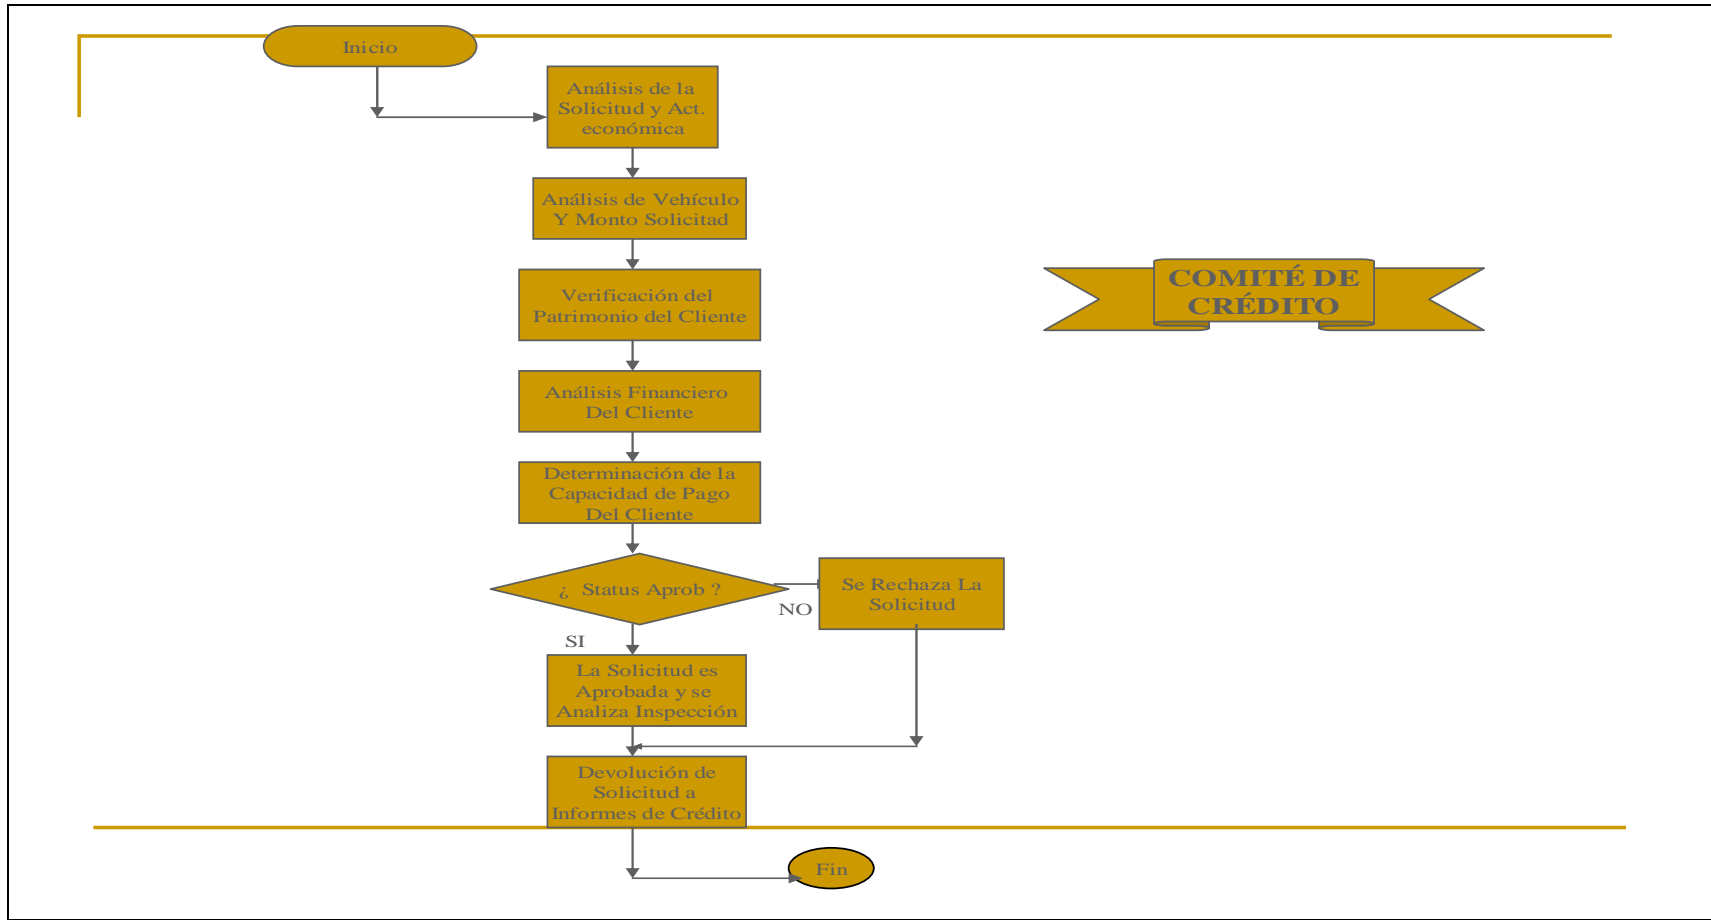 Inicio
Análisis de la
Solicitud y Act.
económica
Análisis de Vehículo
Y Monto Solicitad
COMITÉ DE
CRÉDITO
Verificación del
Patrimonio del Cliente
Análisis Financiero
Del Cliente
Determinación de la
Capacidad de Pago
Del Cliente
¿ Status Aprob ?
NO
Se Rechaza La
Solicitud
SI
La Solicitud es
Aprobada y se
Analiza Inspección
Devolución de
Solicitud a
Informes de Crédito
Fin